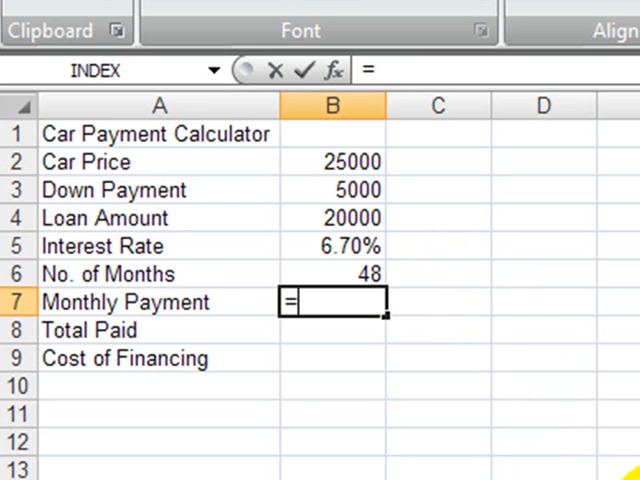 Clipboard Font Align
INDEX fx =
A B C D
1 Car Payment Calculator
2 Car Price 25000
3 Down Payment 5000
4 Loan Amount 20000
5 Interest Rate 6.70%
6 No. of Months 48
7 Monthly Payment =
8 Total Paid
9 Cost of Financing
10
11
12
13